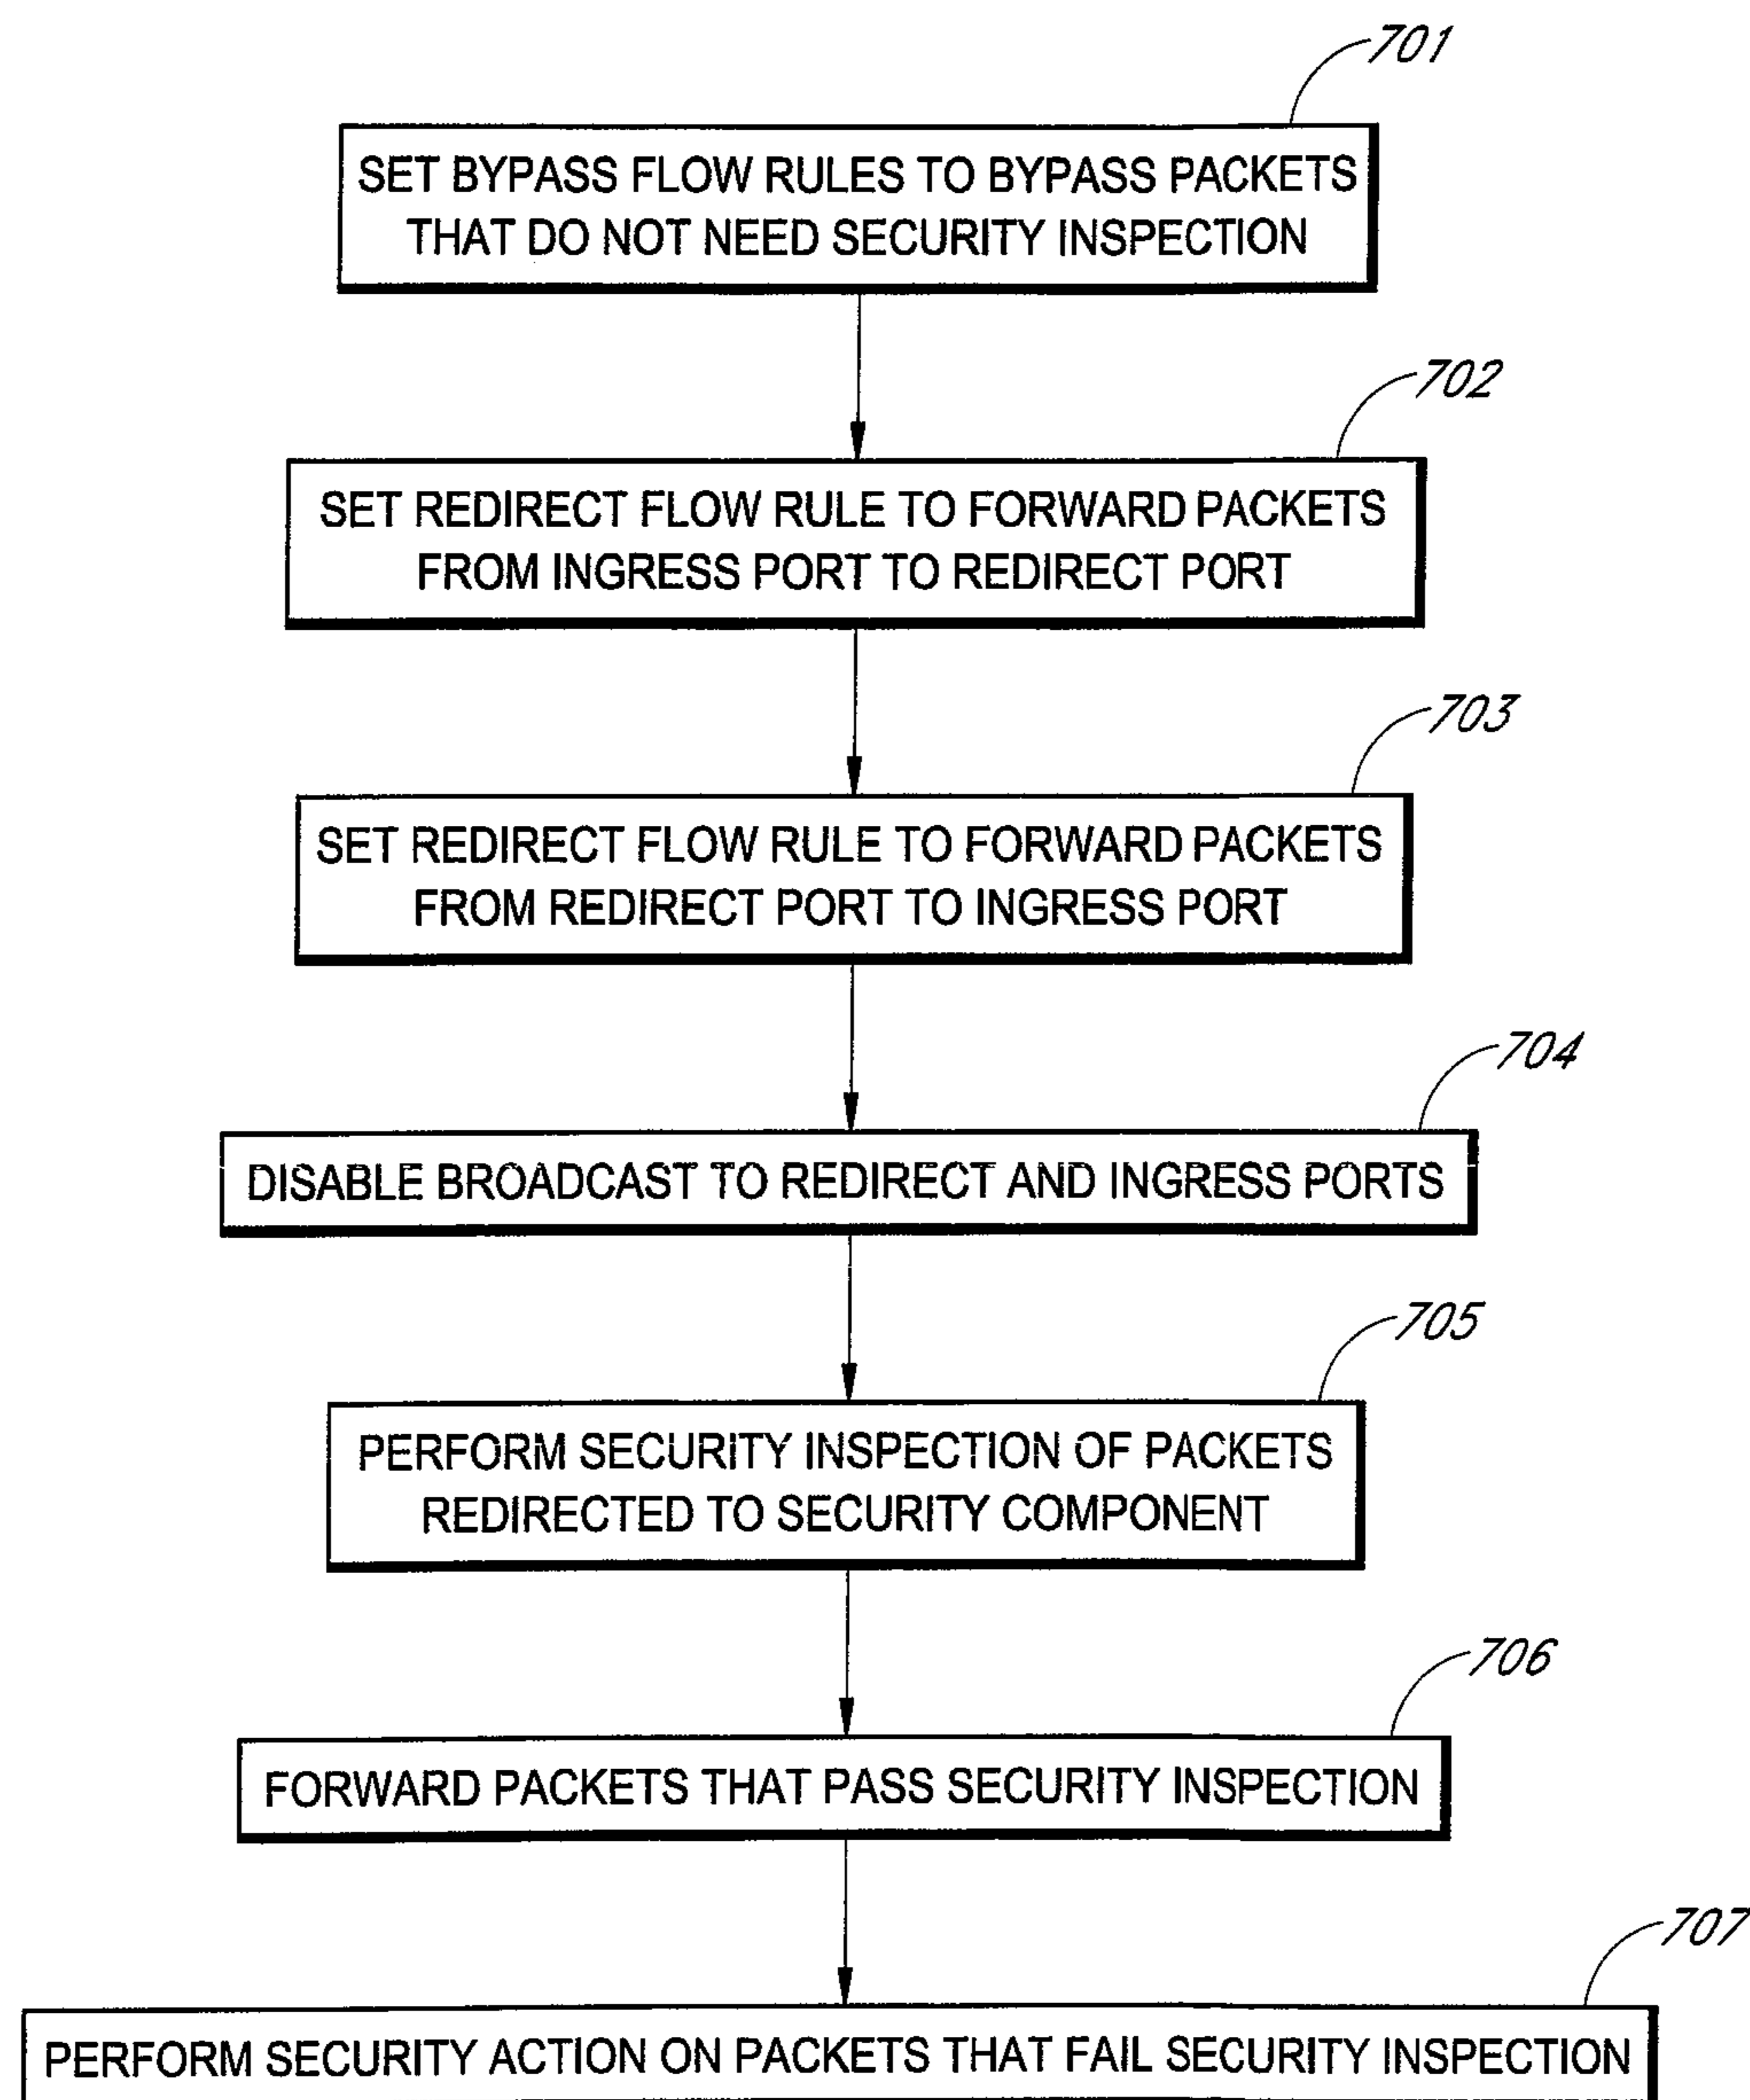 701
SET BYPASS FLOW RULES TO BYPASS PACKETS
THAT DO NOT NEED SECURITY INSPECTION
702
SET REDIRECT FLOW RULE TO FORWARD PACKETS
FROM INGRESS PORT TO REDIRECT PORT
703
SET REDIRECT FLOW RULE TO FORWARD PACKETS
FROM REDIRECT PORT TO INGRESS PORT
704
DISABLE BROADCAST TO REDIRECT AND INGRESS PORTS
705
PERFORM SECURITY INSPECTION OF PACKETS
REDIRECTED TO SECURITY COMPONENT
706
FORWARD PACKETS THAT PASS SECURITY INSPECTION
707
PERFORM SECURITY ACTION ON PACKETS THAT FAIL SECURITY INSPECTION